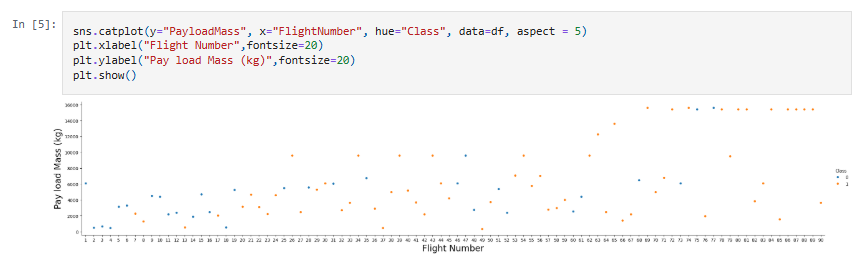 In [5]:
sns.catplot(y="PayloadMass", x="FlightNumber", hue="Class", data=df, aspect = 5)
plt.xlabel("Flight Number",fontsize=20)
plt.ylabel("Pay load Mass (kg)",fontsize=20)
plt.show()
16000
14000
12000
10000
8000
6000
4000
2000
0
Pay load Mass (kg)
Class
0
1
1 2 3 4 5 6 7 8 9 10 11 12 13 14 15 16 17 18 19 20 21 22 23 24 25 26 27 28 29 30 31 32 33 34 35 36 37 38 39 40 41 42 43 44 45 46 47 48 49 50 51 52 53 54 55 56 57 58 59 60 61 62 63 64 65 66 67 68 69 70 71 72 73 74 75 76 77 78 79 80 81 82 83 84 85 86 87 88 89 90
Flight Number